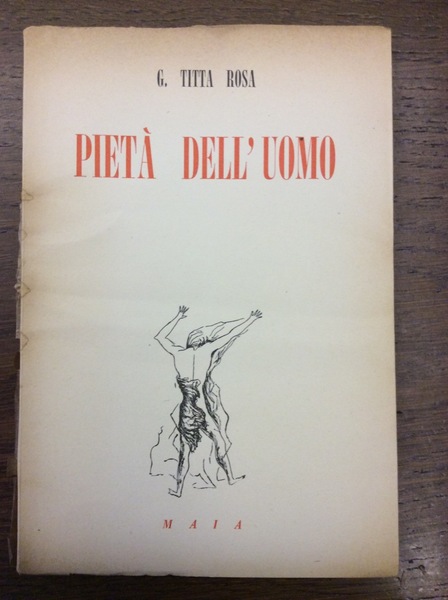 G. TITTA ROSA
PIETÀ DELL'UOMO
MAIA